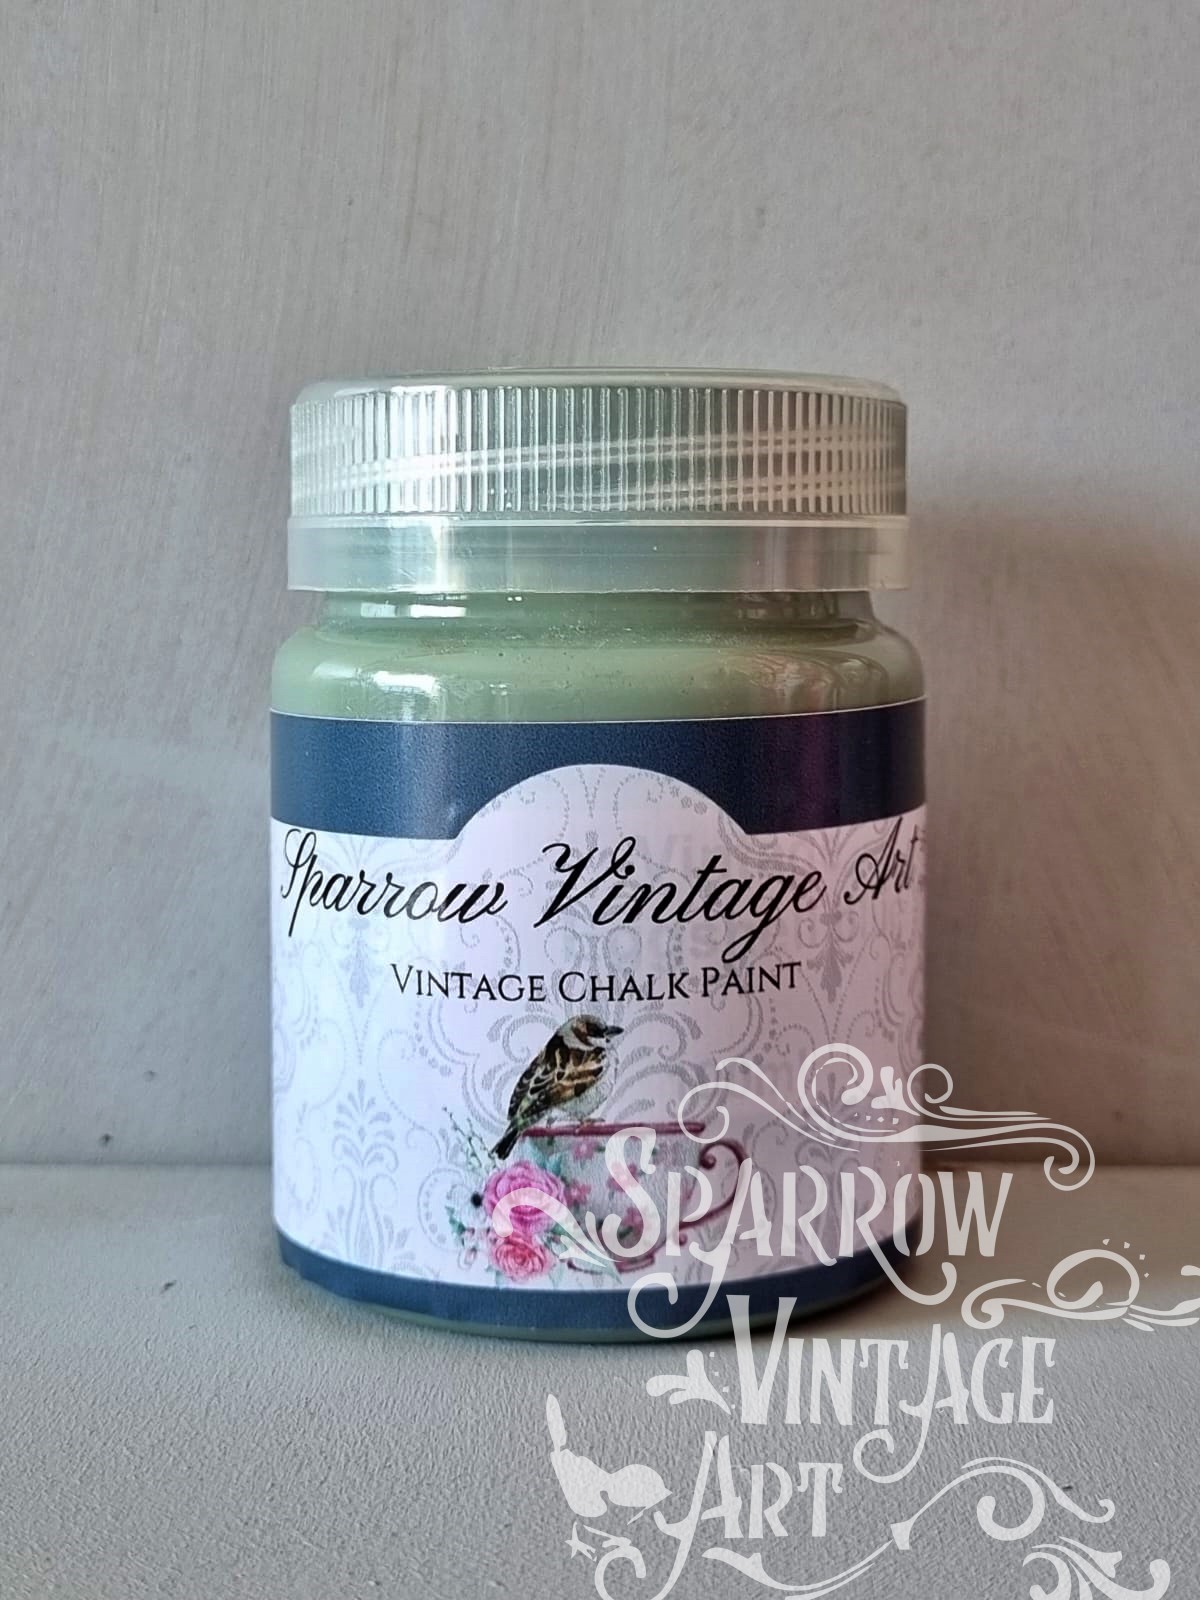 Sparrow Vintage Art
Vintage Chalk Paint
Sparrow
Vintage
Art